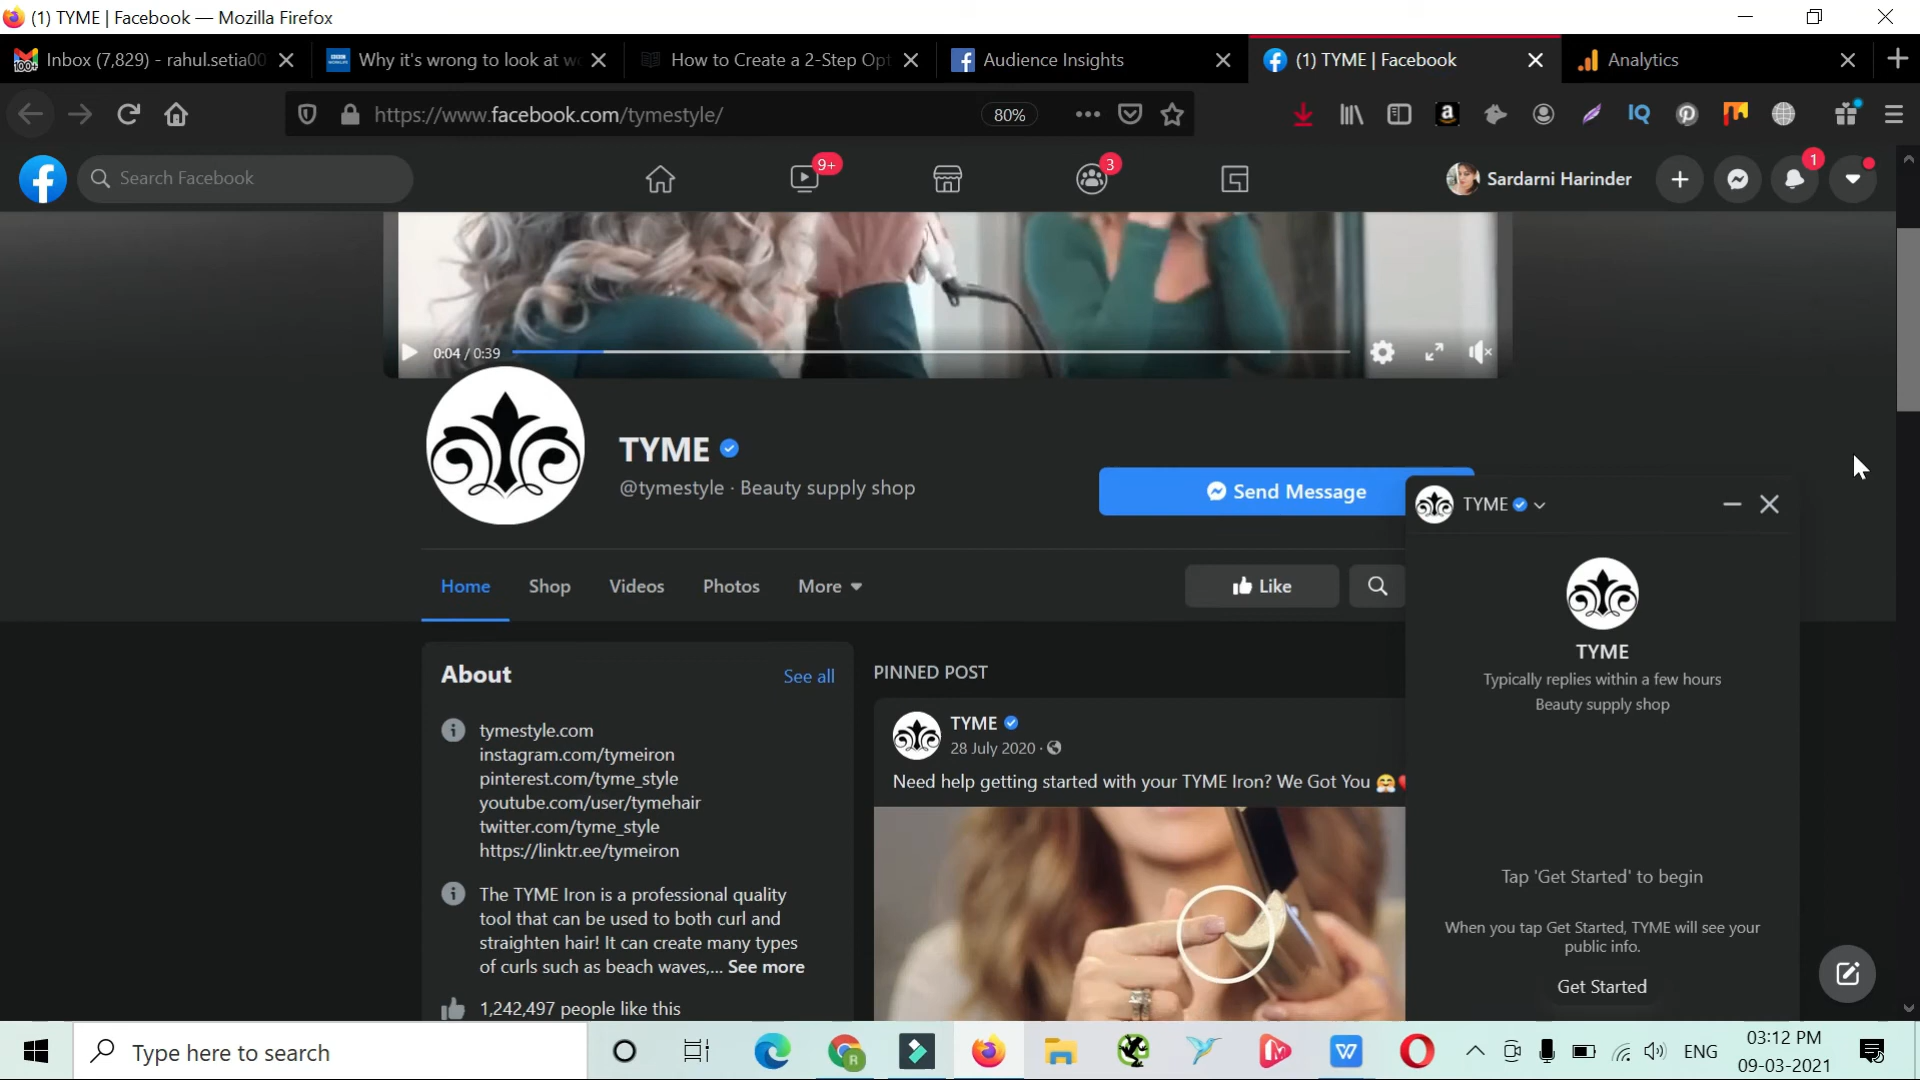 (1) TYME | Facebook — Mozilla Firefox
Inbox (7,829) - rahul.setia00
Why it's wrong to look at wo
How to Create a 2-Step Opt
Audience Insights
(1) TYME | Facebook
Analytics
https://www.facebook.com/tymestyle/
80%
Search Facebook
9+
3
Sardarni Harinder
1
0:04 / 0:39
TYME
@tymestyle · Beauty supply shop
Send Message
Home
Shop
Videos
Photos
More
Like
About
See all
tymestyle.com
instagram.com/tymeiron
pinterest.com/tyme_style
youtube.com/user/tymehair
twitter.com/tyme_style
https://linktr.ee/tymeiron
The TYME Iron is a professional quality
tool that can be used to both curl and
straighten hair! It can create many types
of curls such as beach waves,... See more
1,242,497 people like this
PINNED POST
TYME
28 July 2020 ·
Need help getting started with your TYME Iron? We Got You 🤗
TYME
TYME
Typically replies within a few hours
Beauty supply shop
Tap 'Get Started' to begin
When you tap Get Started, TYME will see your
public info.
Get Started
Type here to search
ENG
03:12 PM
09-03-2021